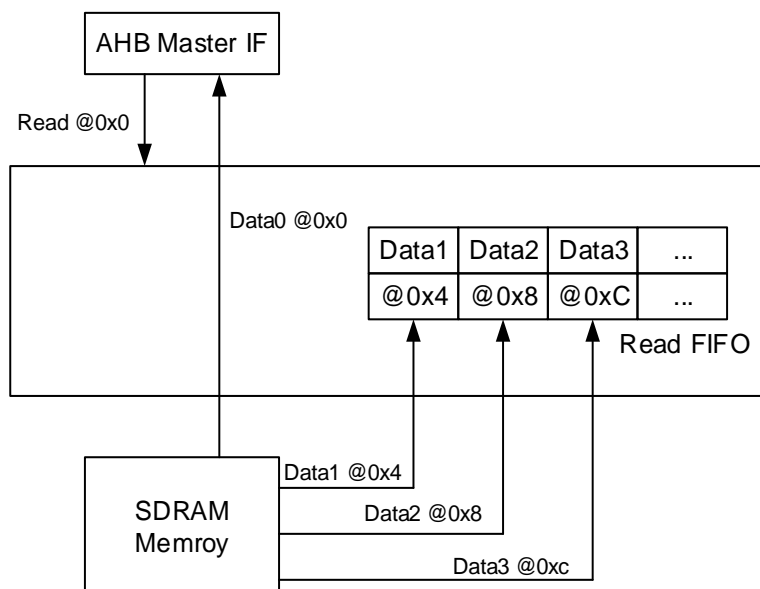 AHB Master IF
Read @0x0
Data0 @0x0
Data1 Data2 Data3 ...
@0x4 @0x8 @0xC ...
Read FIFO
Data1 @0x4
SDRAM
Memroy
Data2 @0x8
Data3 @0xc